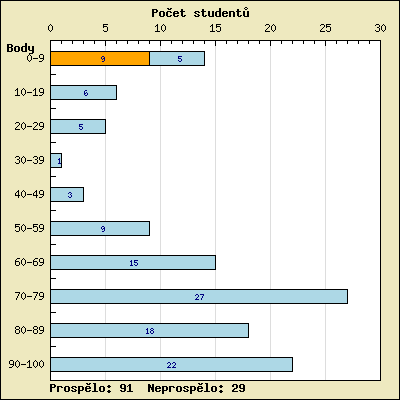 Počet studentů
0 5 10 15 20 25 30
Body
0-9 9 5
10-19 6
20-29 5
30-39 1
40-49 3
50-59 9
60-69 15
70-79 27
80-89 18
90-100 22
Prospělo: 91 Neprospělo: 29